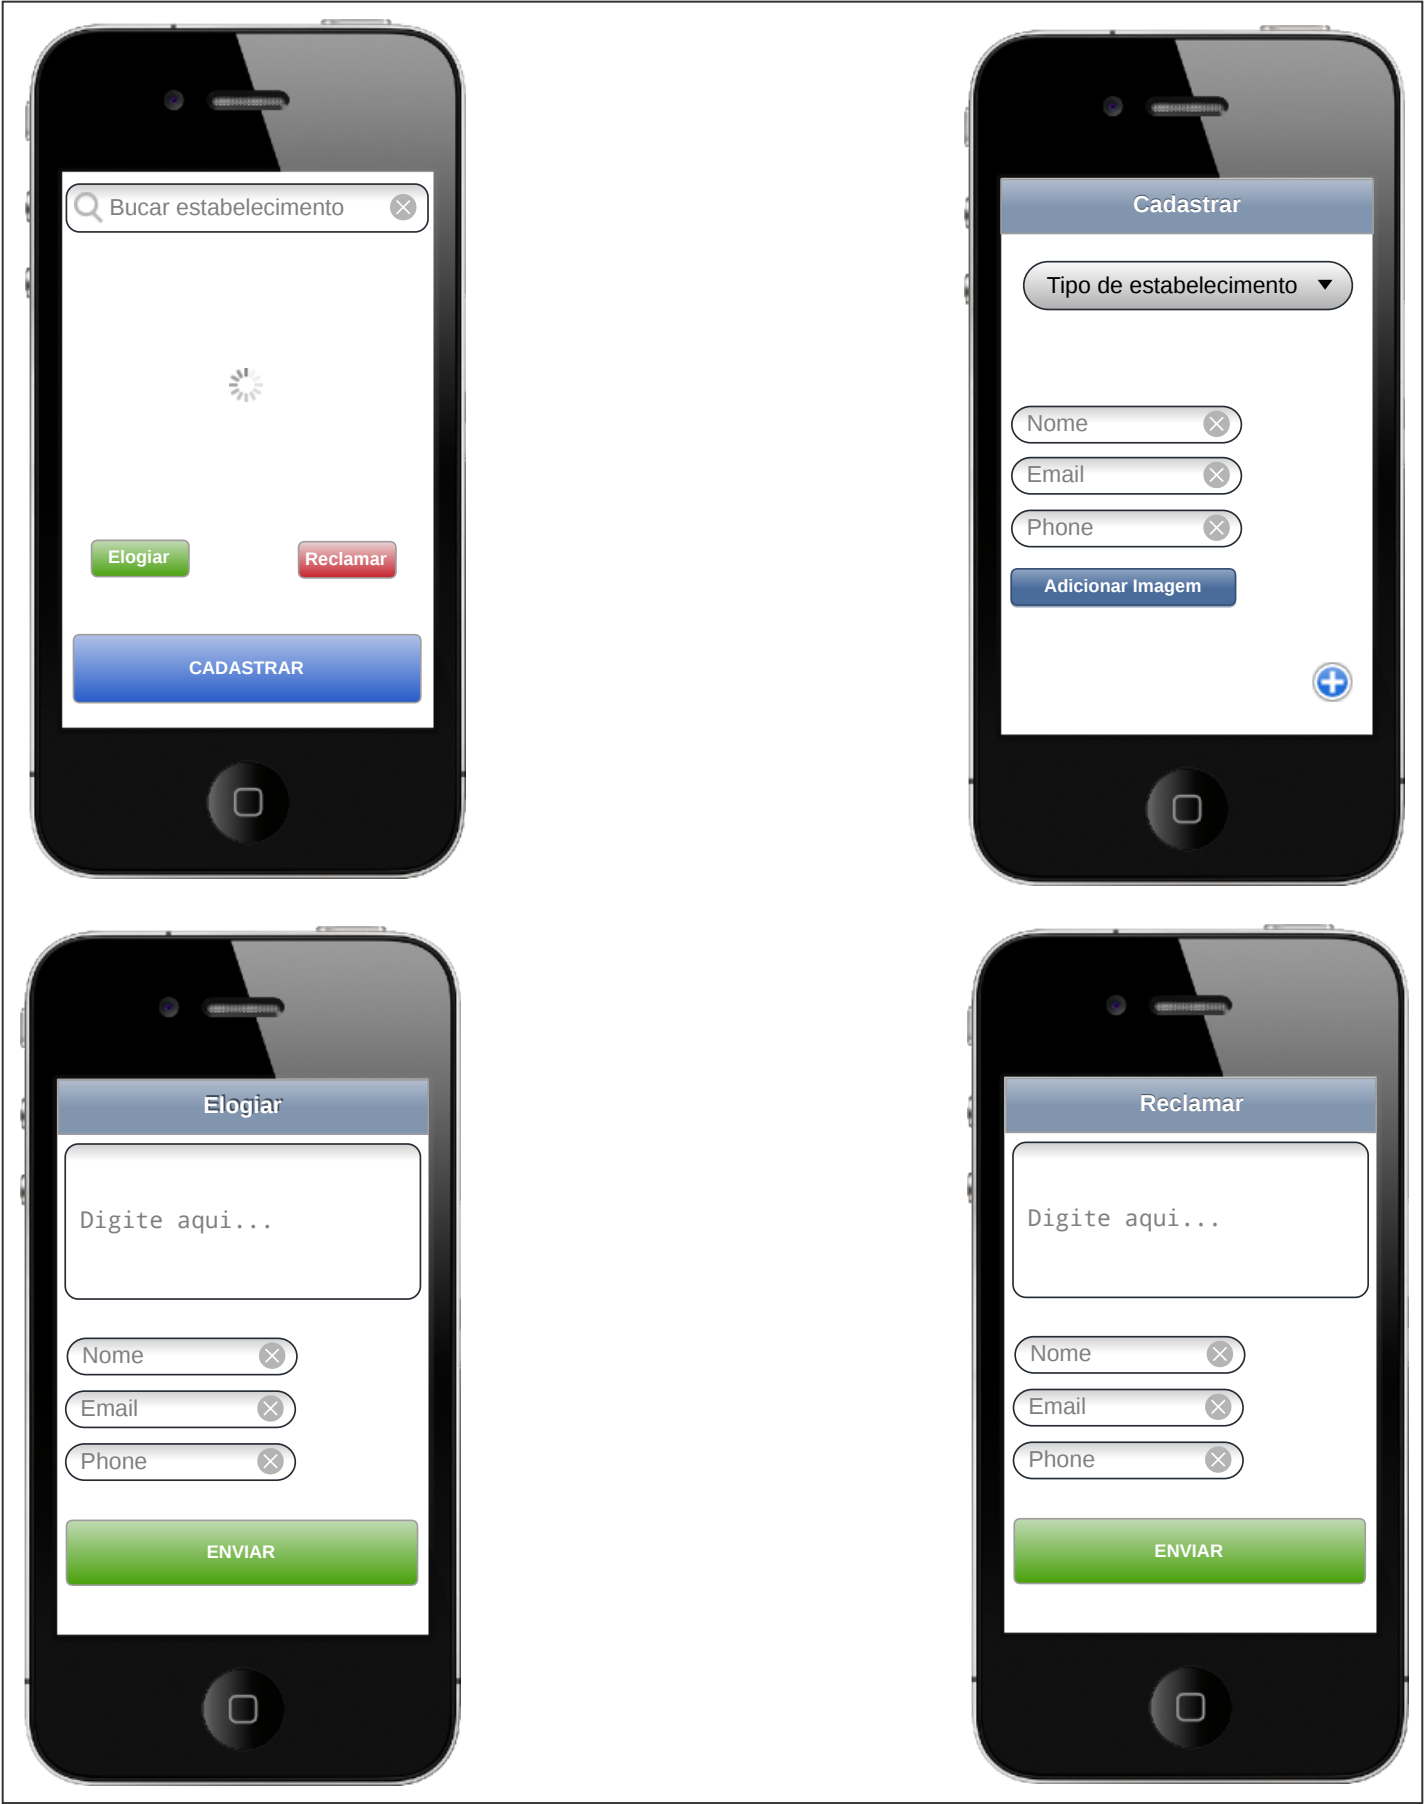 Bucar estabelecimento
Elogiar
Reclamar
CADASTRAR
Cadastrar
Tipo de estabelecimento
Nome
Email
Phone
Adicionar Imagem
Elogiar
Digite aqui...
Nome
Email
Phone
ENVIAR
Reclamar
Digite aqui...
Nome
Email
Phone
ENVIAR